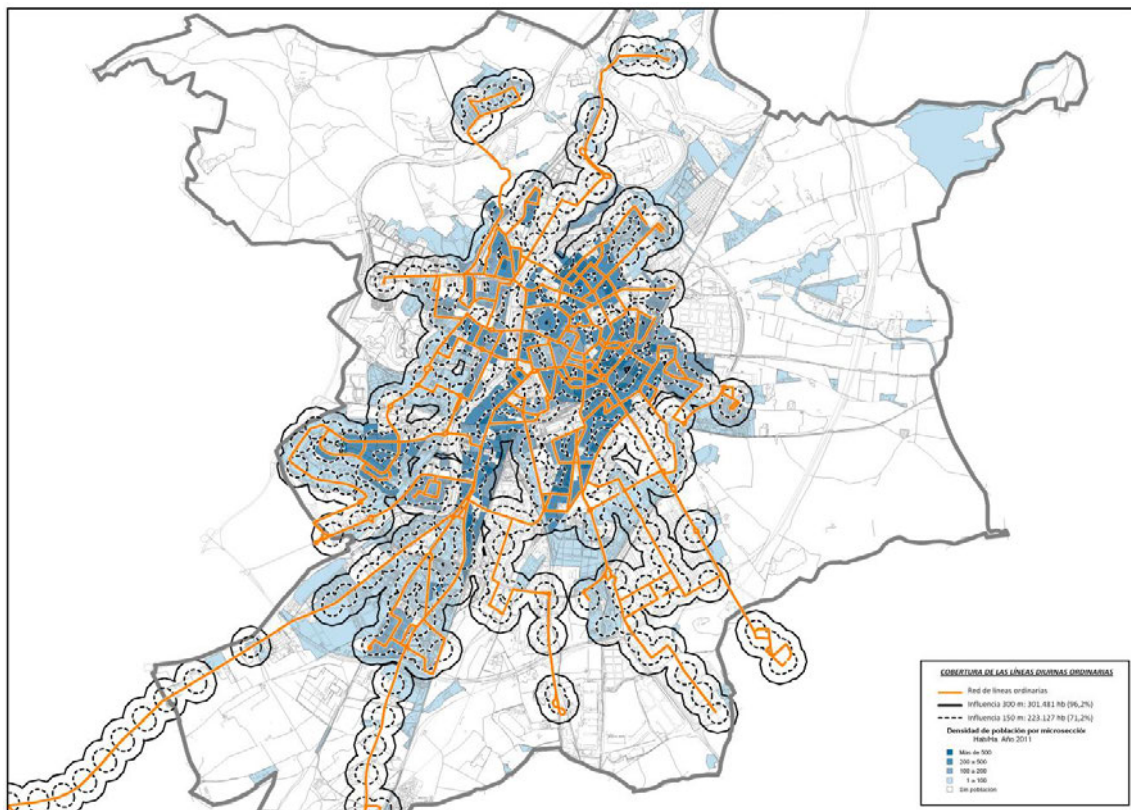 COBERTURA DE LAS LÍNEAS DIURNAS ORDINARIAS
Red de líneas ordinarias
Influencia 300 m: 301.481 hb (96,2%)
Influencia 150 m: 223.127 hb (71,2%)
Densidad de población por microsección
Hab/Ha. Año 2011
Más de 500
200 a 500
100 a 200
1 a 100
Sin población